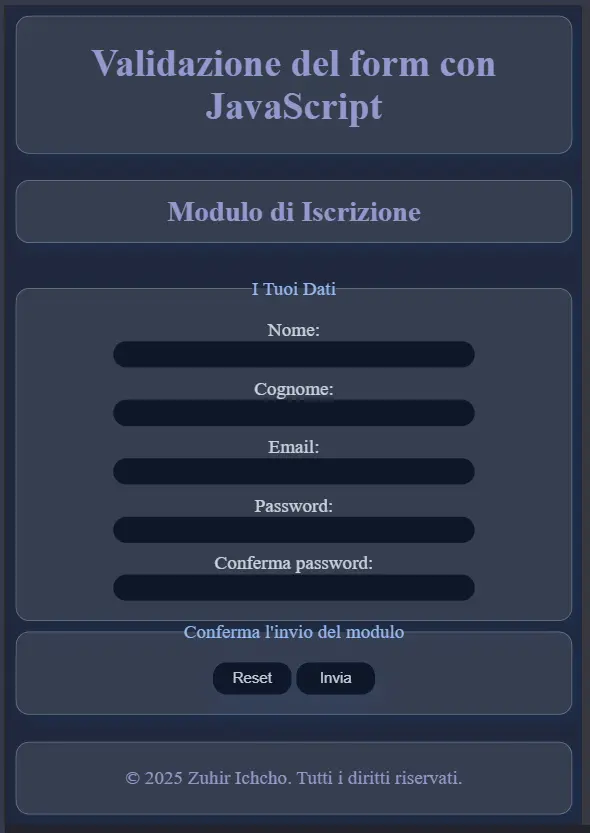 Validazione del form con
JavaScript
Modulo di Iscrizione
I Tuoi Dati
Nome:
Cognome:
Email:
Password:
Conferma password:
Conferma l'invio del modulo
Reset Invia
© 2025 Zuhir Ichcho. Tutti i diritti riservati.